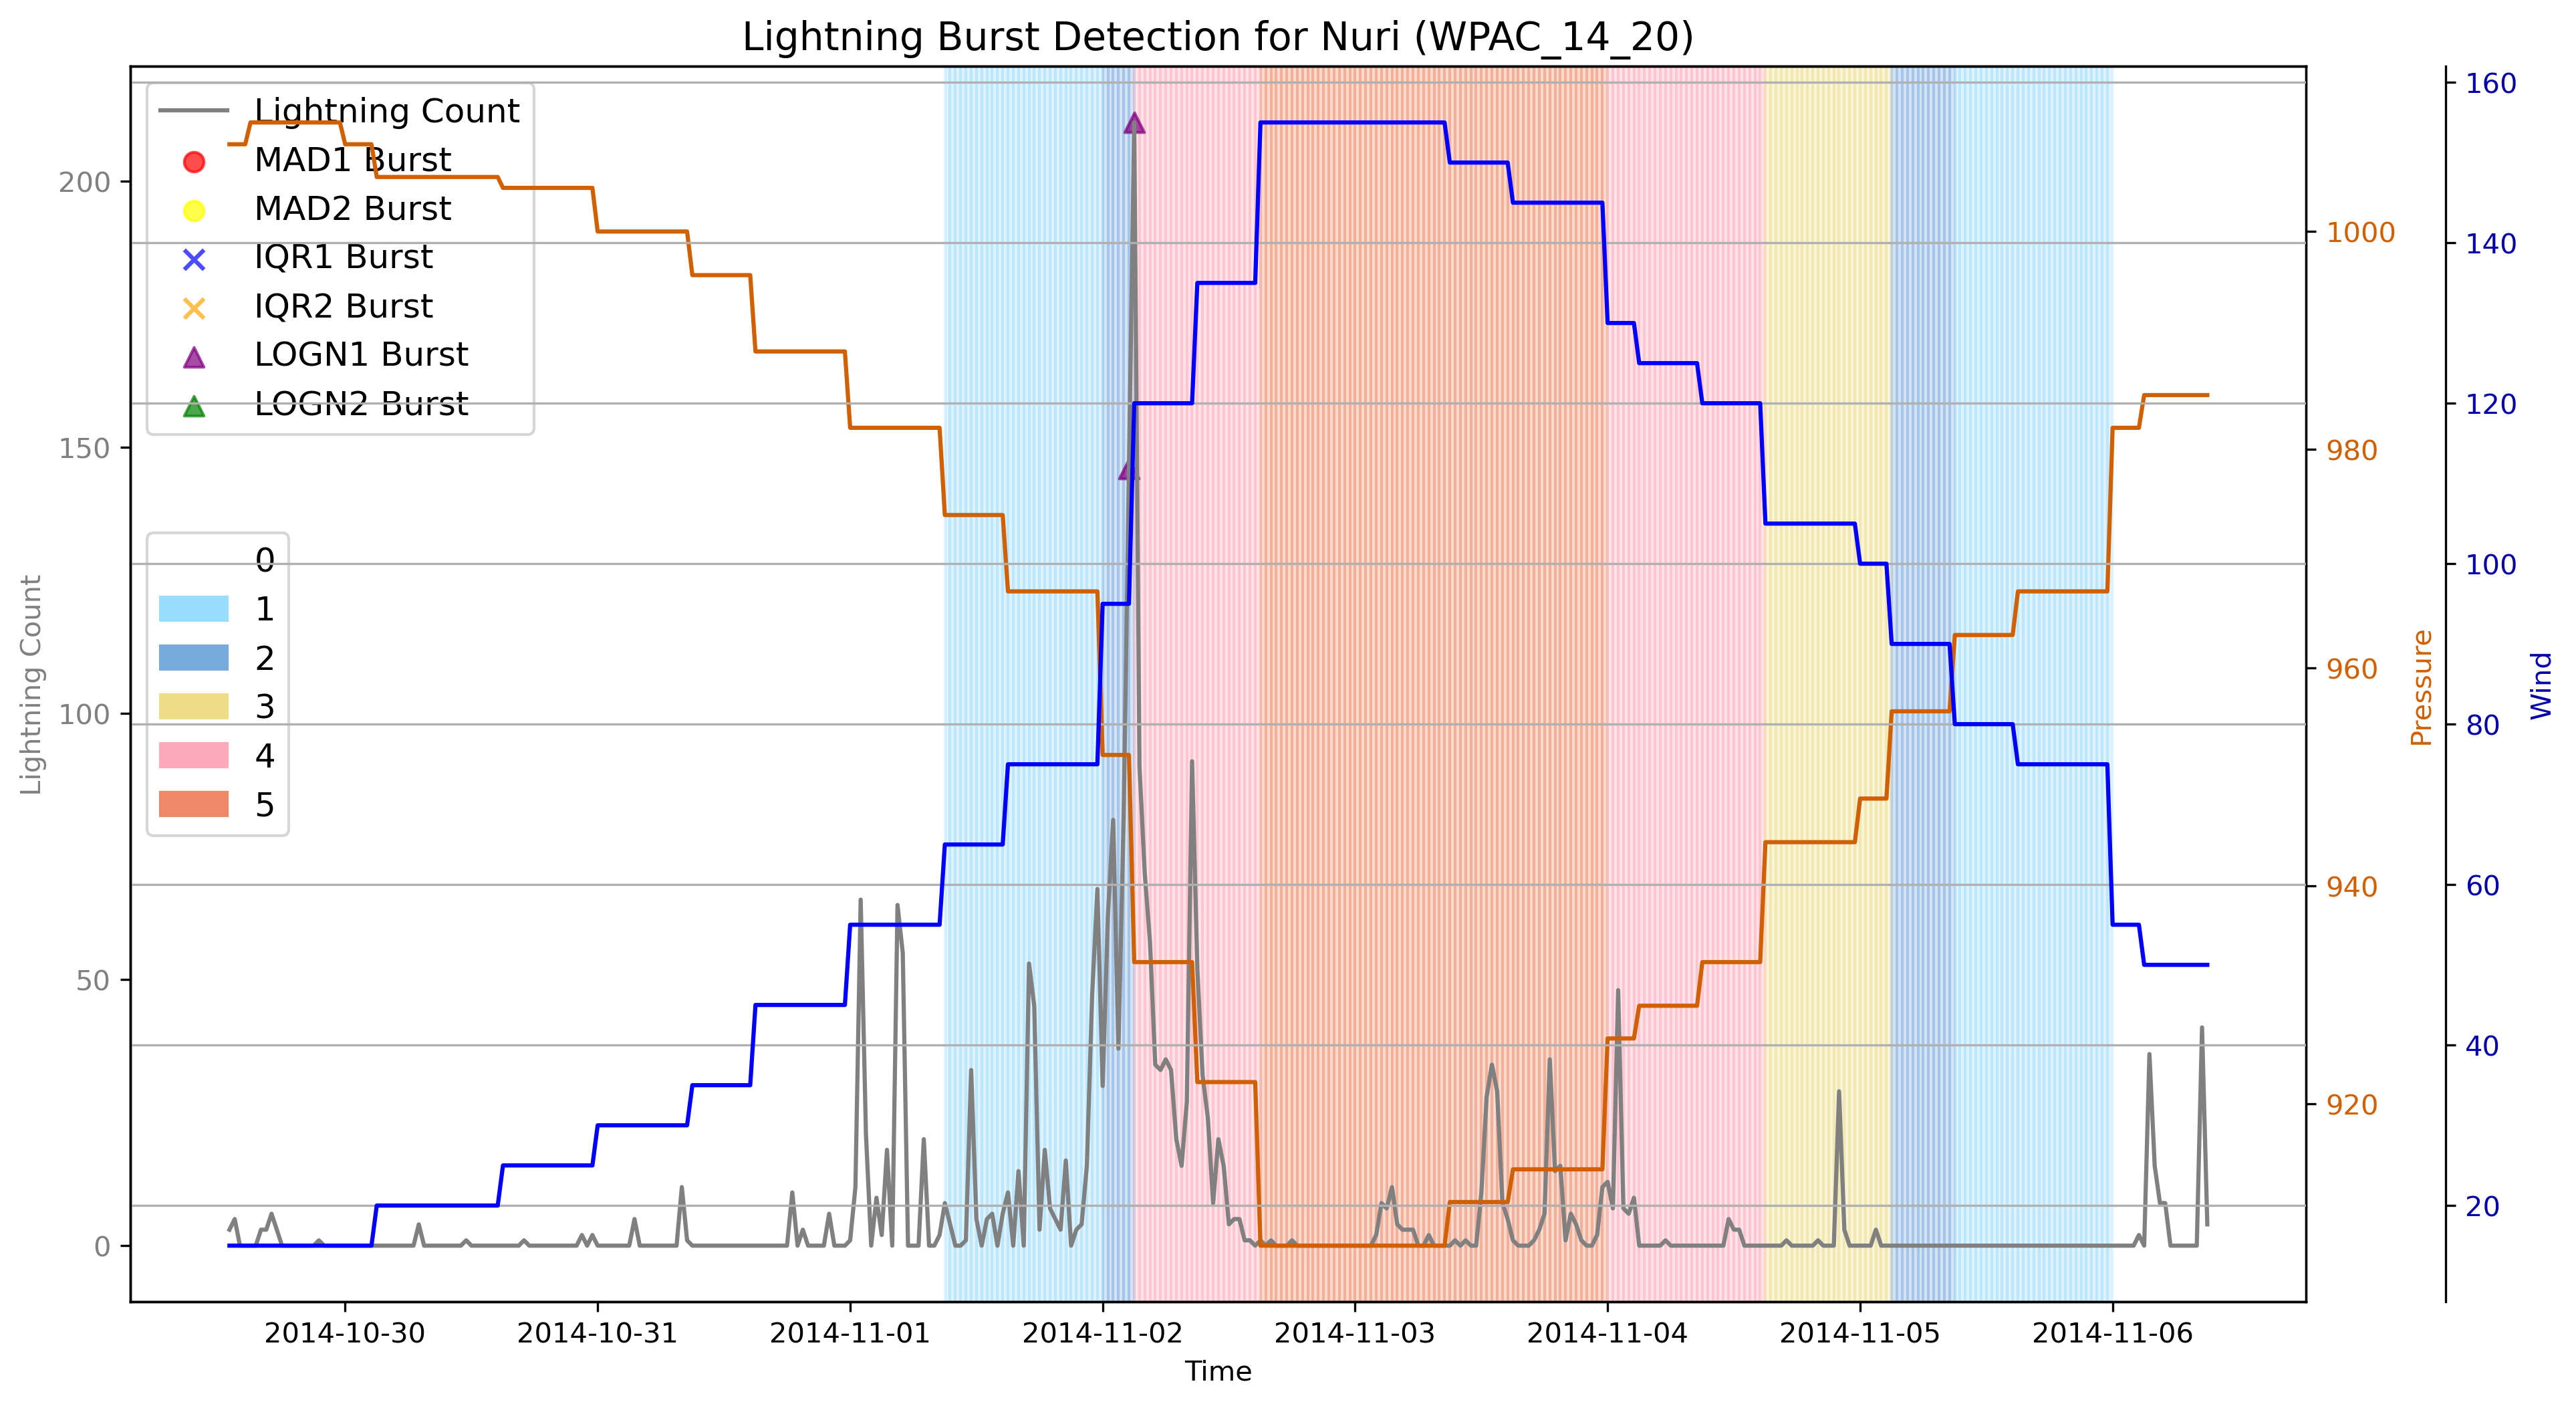 Lightning Burst Detection for Nuri (WPAC_14_20)
Lightning Count
MAD1 Burst
MAD2 Burst
IQR1 Burst
IQR2 Burst
LOGN1 Burst
LOGN2 Burst
0
1
2
3
4
5
200
150
100
50
0
Lightning Count
1000
980
960
940
920
Pressure
160
140
120
100
80
60
40
20
Wind
2014-10-30
2014-10-31
2014-11-01
2014-11-02
2014-11-03
2014-11-04
2014-11-05
2014-11-06
Time